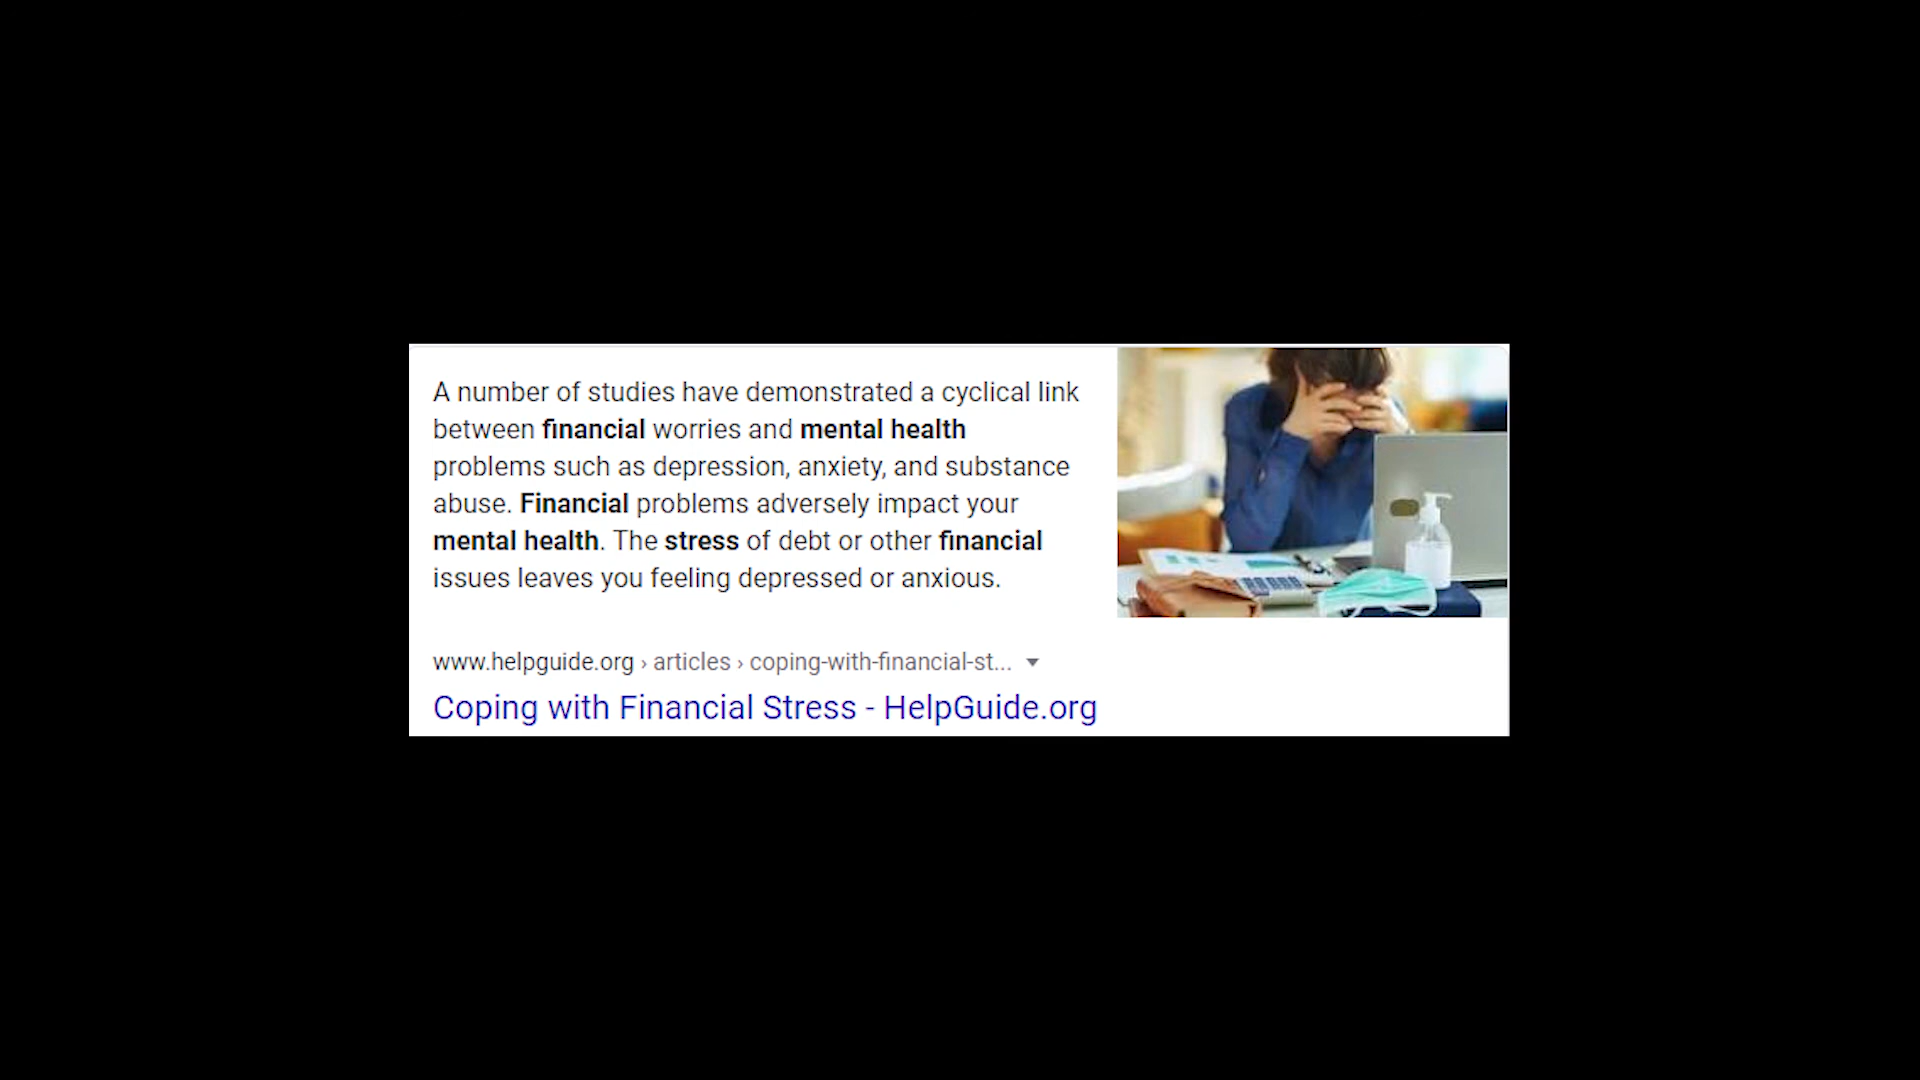 A number of studies have demonstrated a cyclical link
between financial worries and mental health
problems such as depression, anxiety, and substance
abuse. Financial problems adversely impact your
mental health. The stress of debt or other financial
issues leaves you feeling depressed or anxious.
www.helpguide.org › articles › coping-with-financial-st...
Coping with Financial Stress - HelpGuide.org